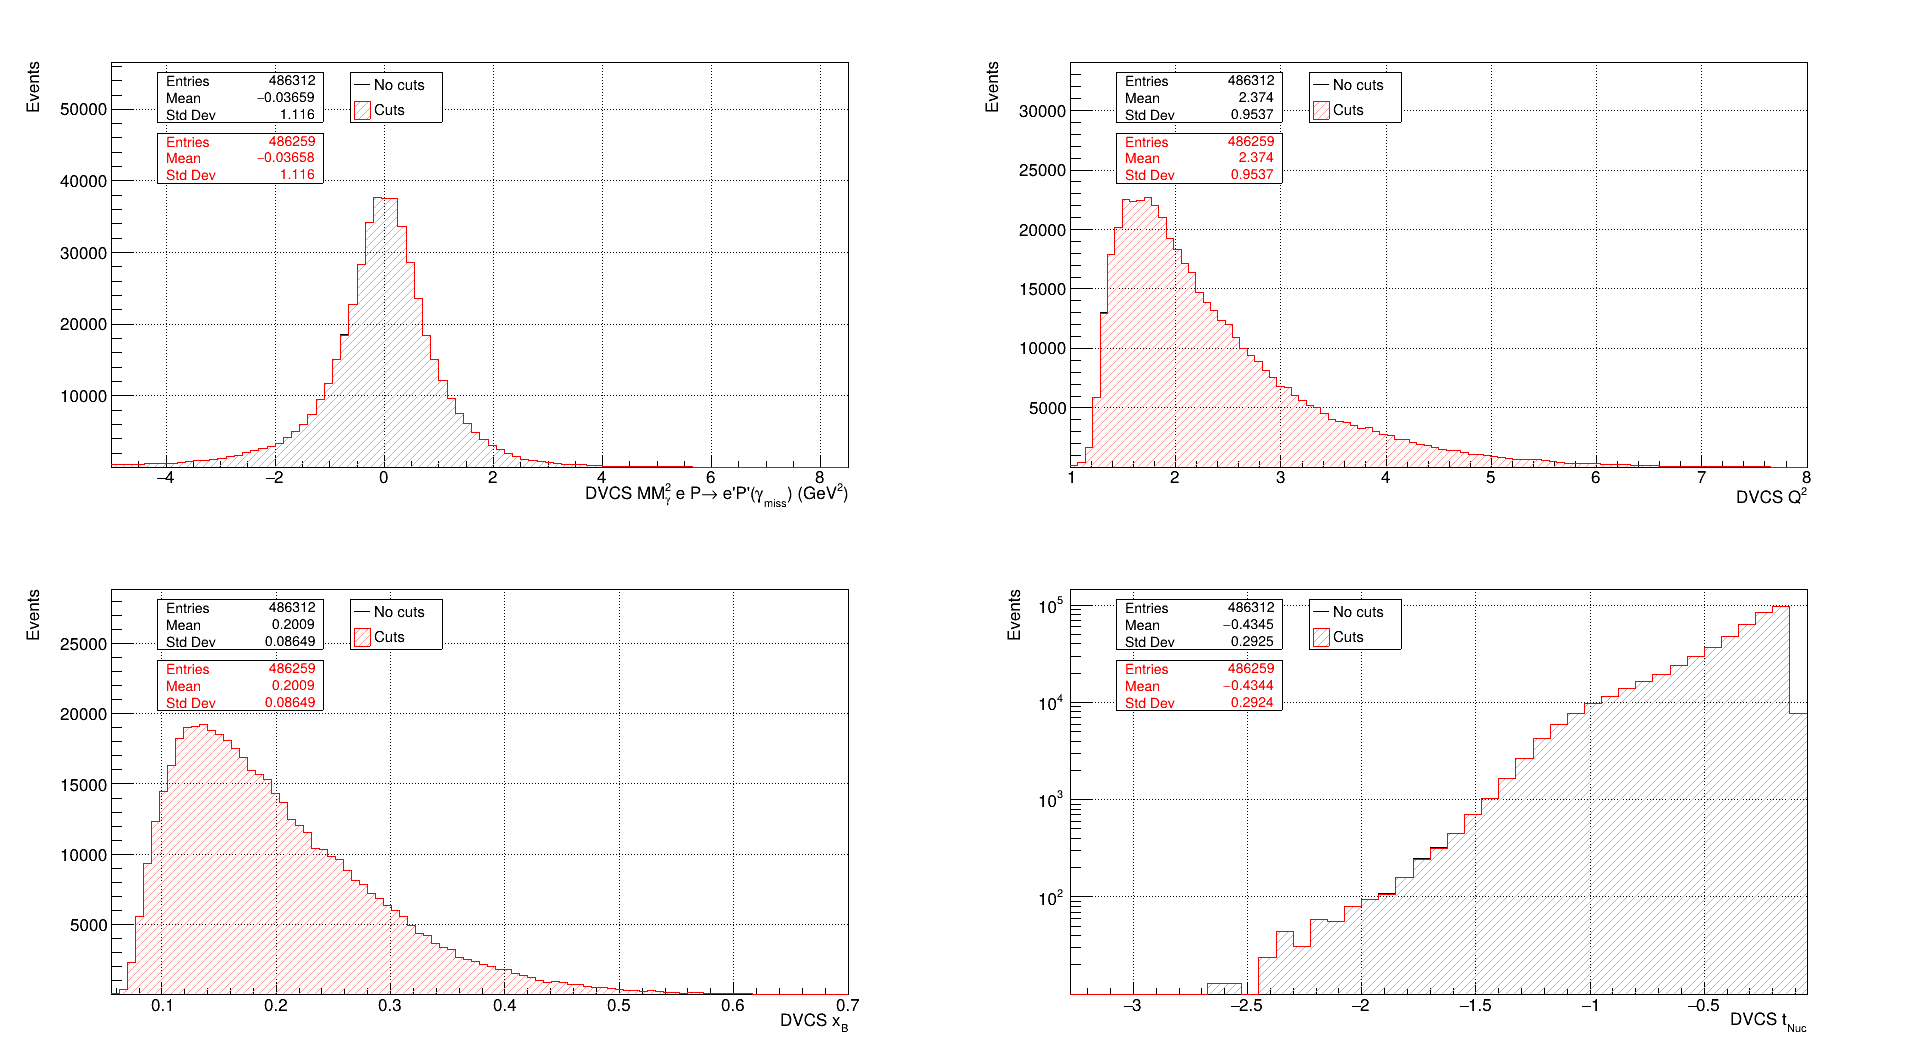 Events
Entries 486312
Mean −0.03659
Std Dev 1.116
Entries 486259
Mean −0.03658
Std Dev 1.116
No cuts
Cuts
50000
40000
30000
20000
10000
−4 −2 0 2 4 6 8
DVCS MM²γ e P→ e'P'(γmiss) (GeV²)
Events
Entries 486312
Mean 2.374
Std Dev 0.9537
Entries 486259
Mean 2.374
Std Dev 0.9537
No cuts
Cuts
30000
25000
20000
15000
10000
5000
1 2 3 4 5 6 7 8
DVCS Q²
Events
Entries 486312
Mean 0.2009
Std Dev 0.08649
Entries 486259
Mean 0.2009
Std Dev 0.08649
No cuts
Cuts
25000
20000
15000
10000
5000
0.1 0.2 0.3 0.4 0.5 0.6 0.7
DVCS xB
Events
Entries 486312
Mean −0.4345
Std Dev 0.2925
Entries 486259
Mean −0.4344
Std Dev 0.2924
No cuts
Cuts
10⁵
10⁴
10³
10²
−3 −2.5 −2 −1.5 −1 −0.5
DVCS tNuc